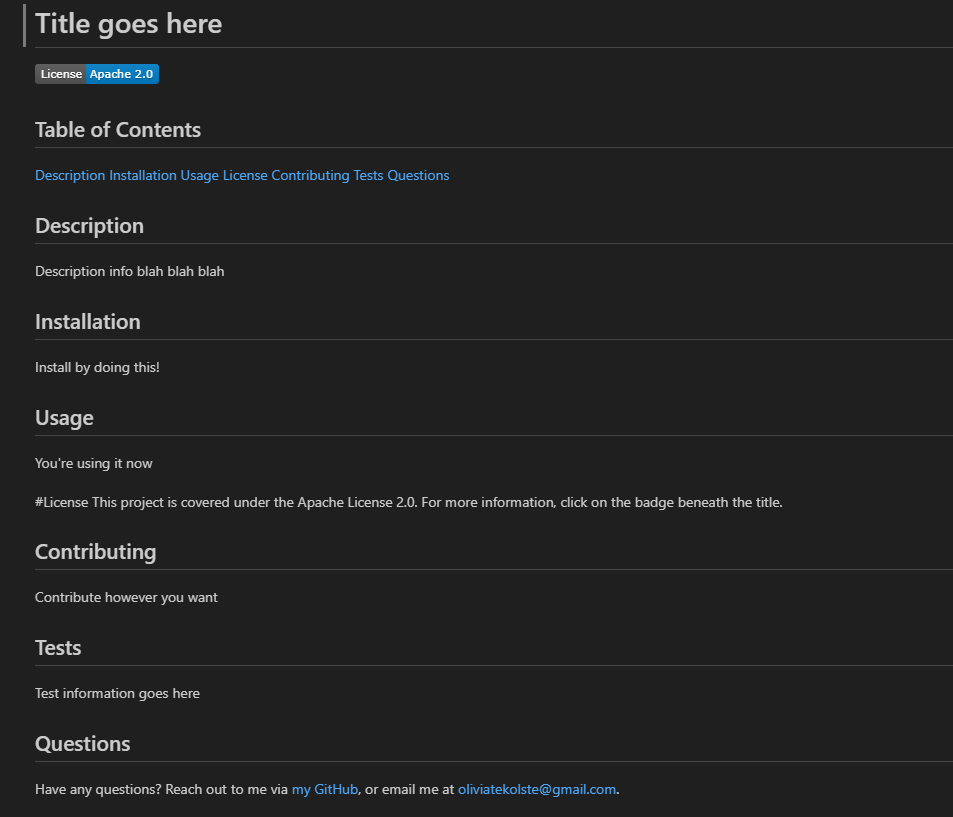 Title goes here
License Apache 2.0
Table of Contents
Description Installation Usage License Contributing Tests Questions
Description
Description info blah blah blah
Installation
Install by doing this!
Usage
You're using it now
#License This project is covered under the Apache License 2.0. For more information, click on the badge beneath the title.
Contributing
Contribute however you want
Tests
Test information goes here
Questions
Have any questions? Reach out to me via my GitHub, or email me at oliviatekolste@gmail.com.